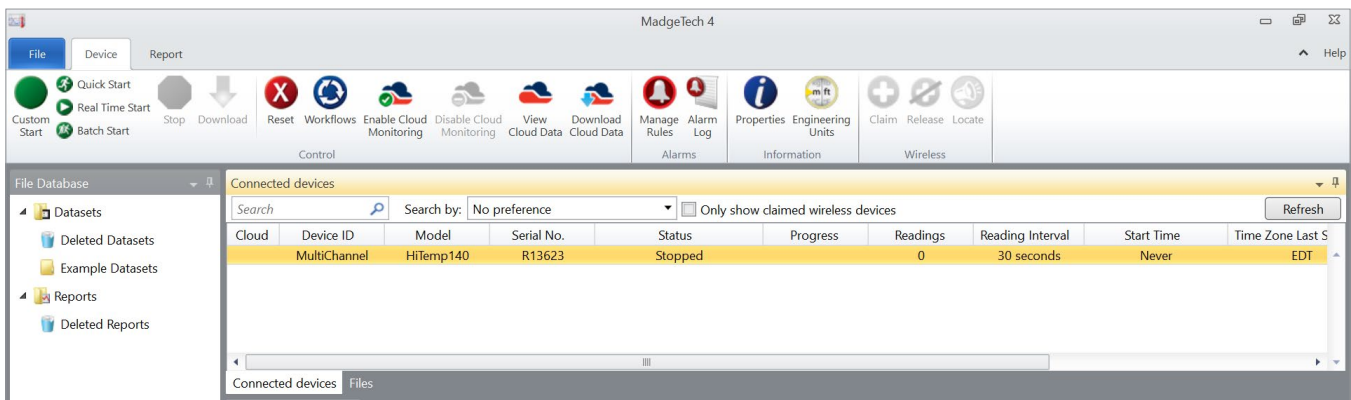 MadgeTech 4
File Device Report Help
Quick Start
Real Time Start
Batch Start
Custom Start
Stop
Download
Reset
Workflows
Enable Cloud Monitoring
Disable Cloud Monitoring
View Cloud Data
Download Cloud Data
Control
Manage Rules
Alarm Log
Alarms
Properties
Engineering Units
m ft
Information
Claim
Release
Locate
Wireless
File Database
Datasets
Deleted Datasets
Example Datasets
Reports
Deleted Reports
Connected devices
Search Search by: No preference Only show claimed wireless devices Refresh
Cloud Device ID Model Serial No. Status Progress Readings Reading Interval Start Time Time Zone Last S
MultiChannel HiTemp140 R13623 Stopped 0 30 seconds Never EDT
Connected devices Files